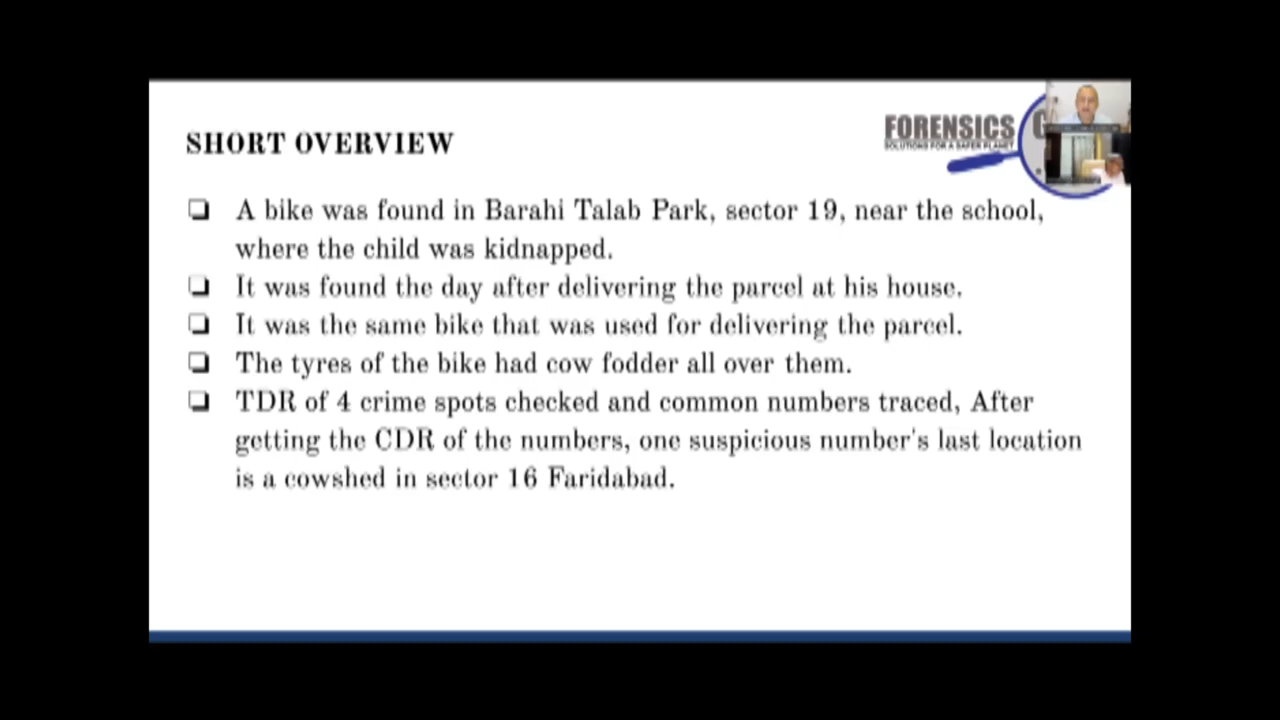 SHORT OVERVIEW
FORENSICS
SOLUTIONS FOR A SAFER PLANET
❑ A bike was found in Barahi Talab Park, sector 19, near the school,
where the child was kidnapped.
❑ It was found the day after delivering the parcel at his house.
❑ It was the same bike that was used for delivering the parcel.
❑ The tyres of the bike had cow fodder all over them.
❑ TDR of 4 crime spots checked and common numbers traced, After
getting the CDR of the numbers, one suspicious number's last location
is a cowshed in sector 16 Faridabad.